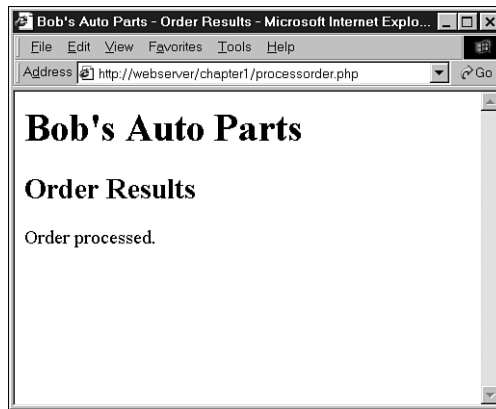 Bob's Auto Parts - Order Results - Microsoft Internet Explo...
File Edit View Favorites Tools Help
Address http://webserver/chapter1/processorder.php Go
Bob's Auto Parts
Order Results
Order processed.